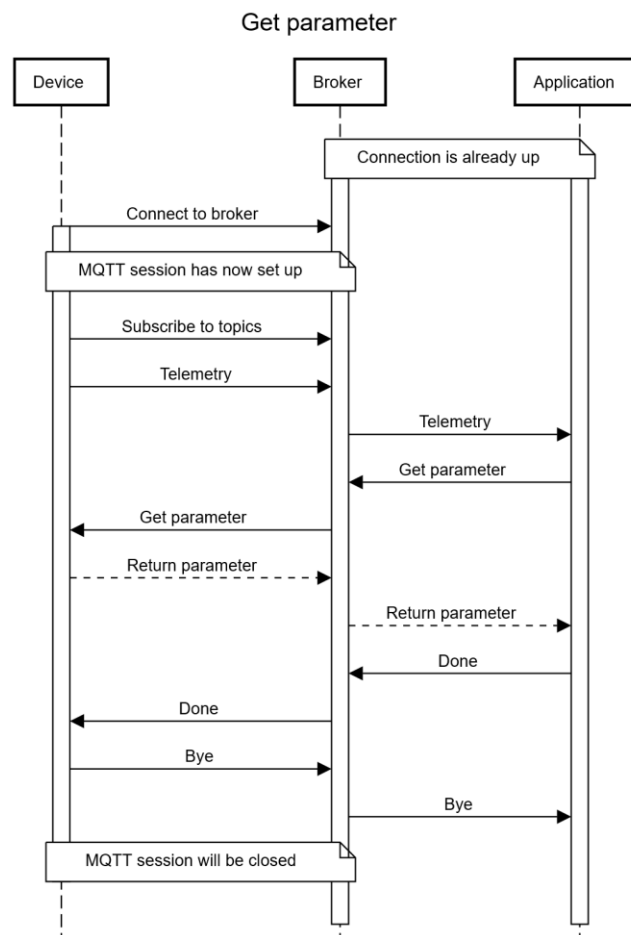 Get parameter
Device
Broker
Application
Connection is already up
Connect to broker
MQTT session has now set up
Subscribe to topics
Telemetry
Telemetry
Get parameter
Get parameter
Return parameter
Return parameter
Done
Done
Bye
Bye
MQTT session will be closed